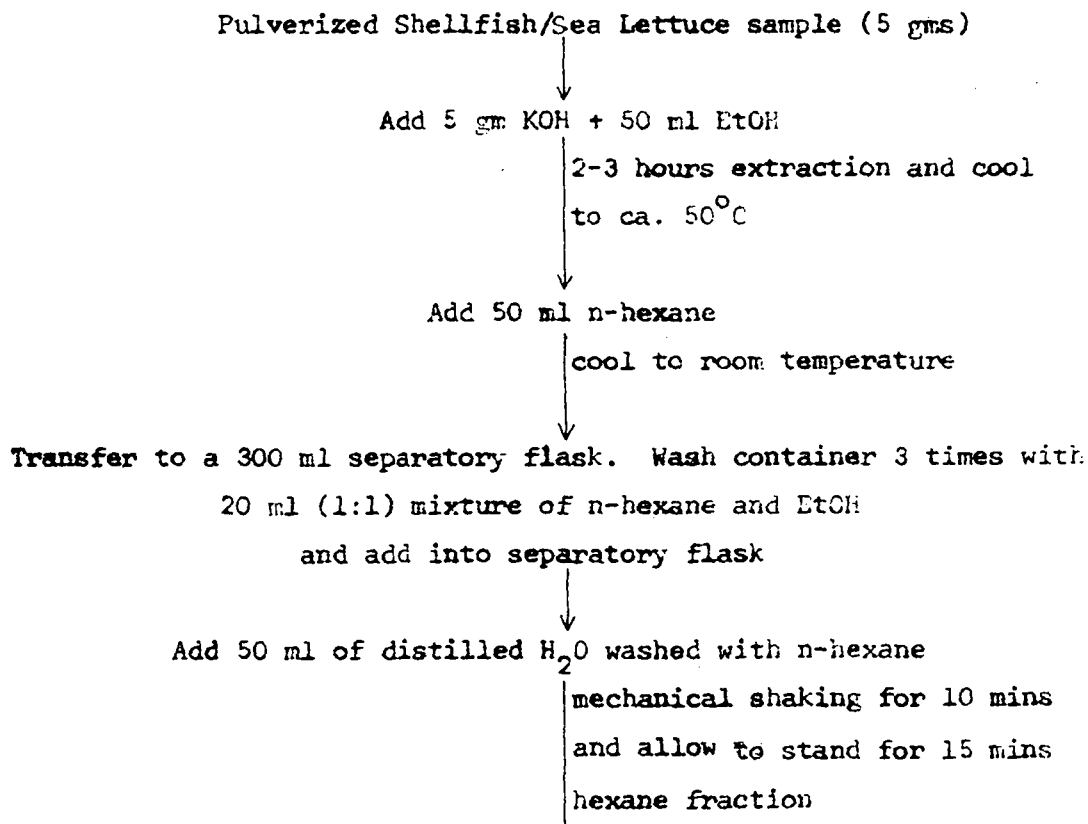 Pulverized Shellfish/Sea Lettuce sample (5 gms)
Add 5 gm KOH + 50 ml EtOH
2-3 hours extraction and cool
to ca. 50°C
Add 50 ml n-hexane
cool to room temperature
Transfer to a 300 ml separatory flask. Wash container 3 times with
20 ml (1:1) mixture of n-hexane and EtOH
and add into separatory flask
Add 50 ml of distilled H₂O washed with n-hexane
mechanical shaking for 10 mins
and allow to stand for 15 mins
hexane fraction